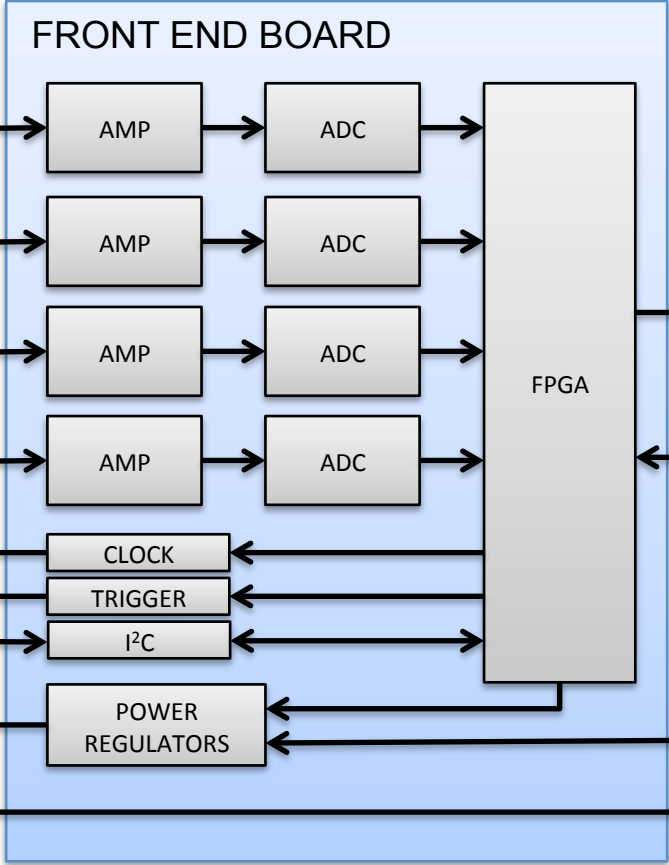 FRONT END BOARD
AMP
ADC
AMP
ADC
AMP
ADC
FPGA
AMP
ADC
CLOCK
TRIGGER
I²C
POWER
REGULATORS